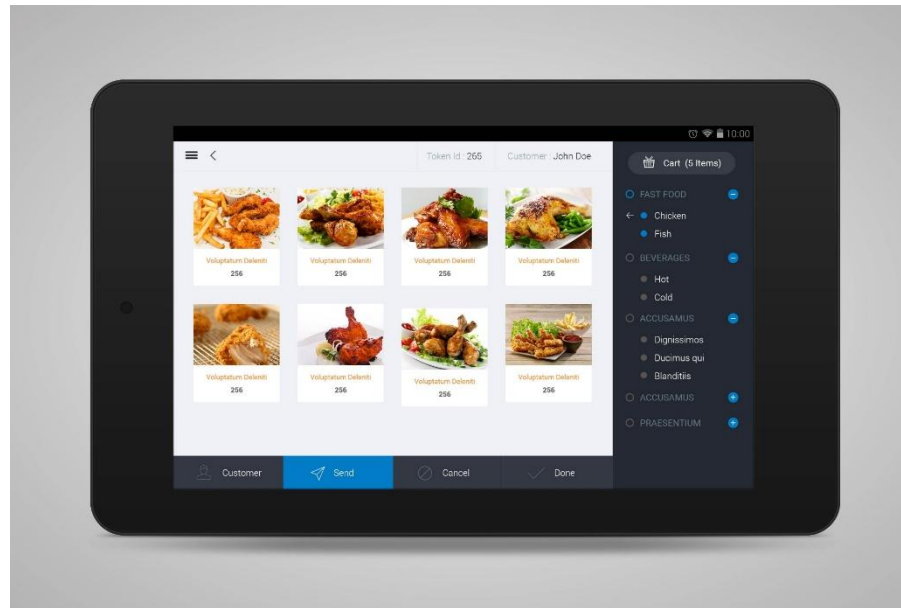 10:00
Token Id : 265
Customer : John Doe
Cart (5 Items)
Voluptatum Deleniti
256
Voluptatum Deleniti
256
Voluptatum Deleniti
256
Voluptatum Deleniti
256
Voluptatum Deleniti
256
Voluptatum Deleniti
256
Voluptatum Deleniti
256
Voluptatum Deleniti
256
FAST FOOD
Chicken
Fish
BEVERAGES
Hot
Cold
ACCUSAMUS
Dignissimos
Ducimus qui
Blanditiis
ACCUSAMUS
PRAESENTIUM
Customer
Send
Cancel
Done